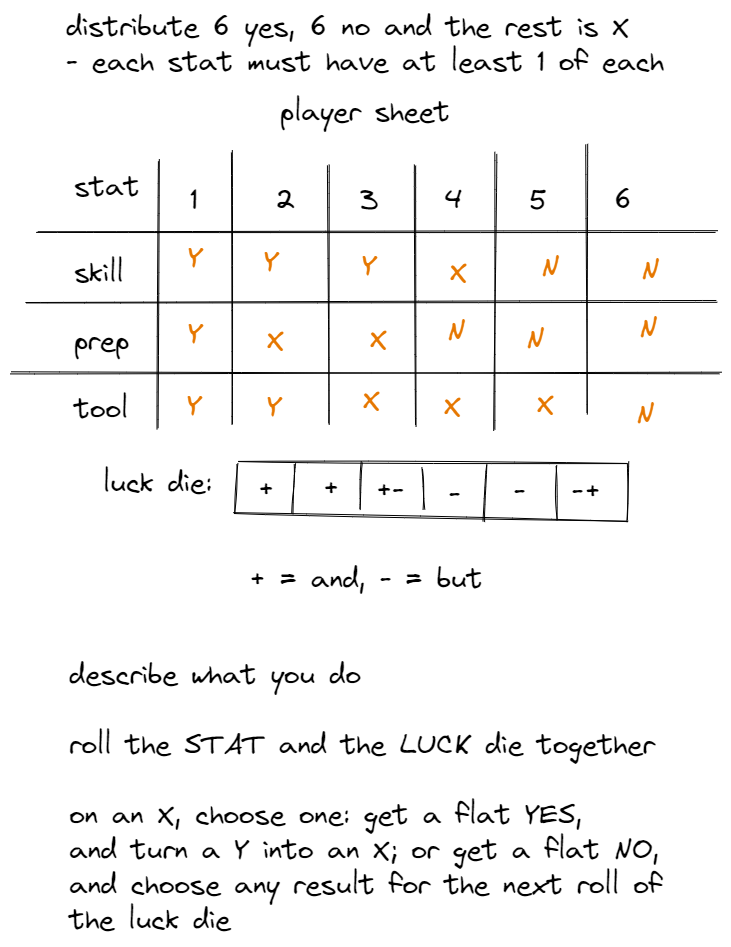 distribute 6 yes, 6 no and the rest is X
- each stat must have at least 1 of each
player sheet
stat 1 2 3 4 5 6
skill Y Y Y X N N
prep Y X X N N N
tool Y Y X X X N
luck die: + + +- - - -+
+ = and, - = but
describe what you do
roll the STAT and the LUCK die together
on an X, choose one: get a flat YES,
and turn a Y into an X; or get a flat NO,
and choose any result for the next roll of
the luck die